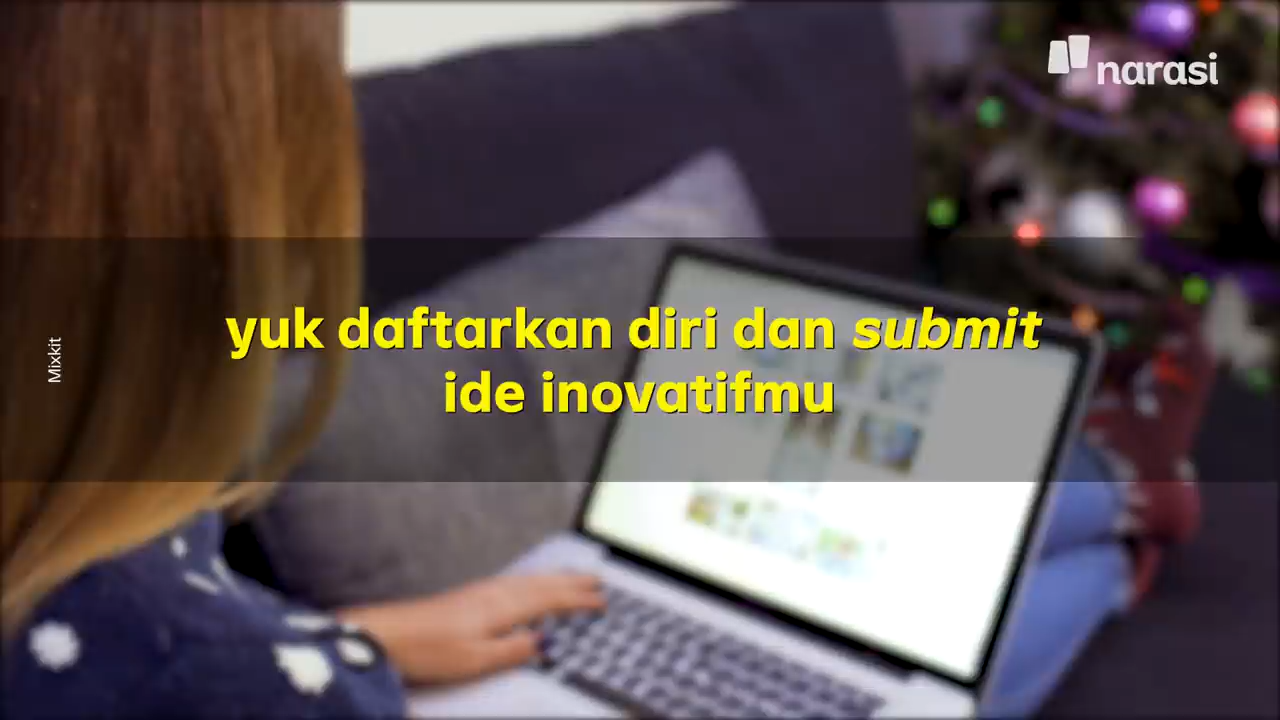 narasi
yuk daftarkan diri dan submit
ide inovatifmu
Mixkit